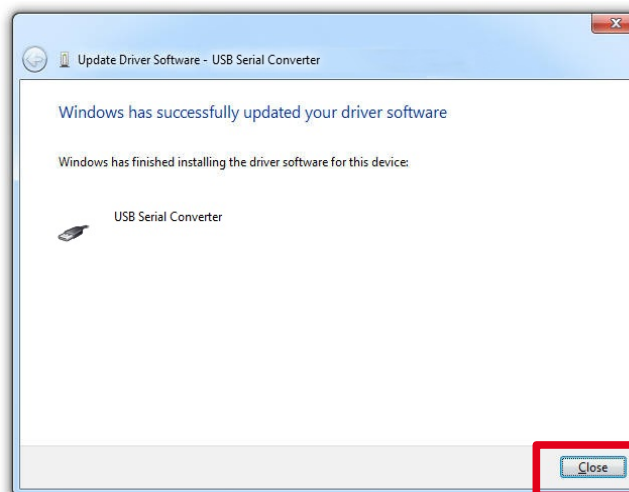 Update Driver Software - USB Serial Converter
Windows has successfully updated your driver software
Windows has finished installing the driver software for this device:
USB Serial Converter
Close